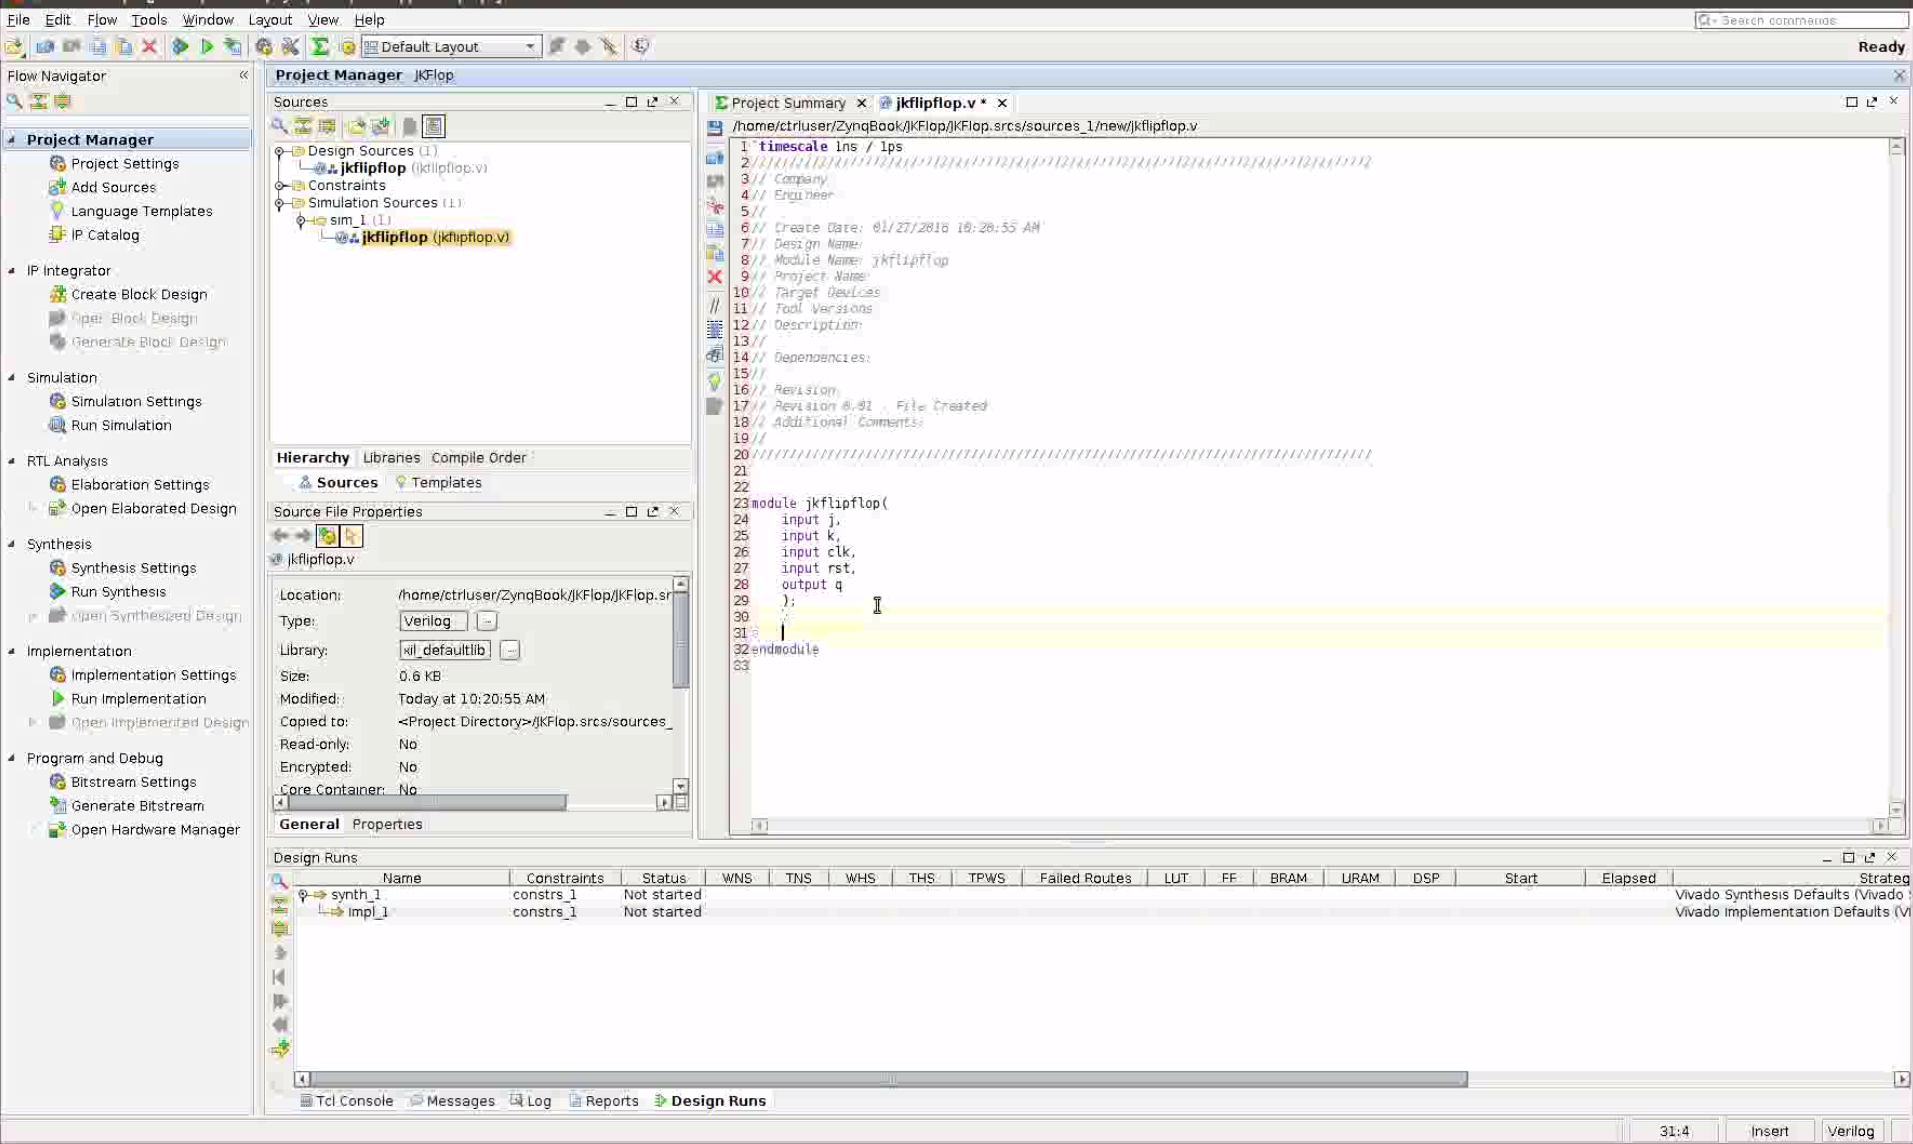 File Edit Flow Tools Window Layout View Help
Search commands
Default Layout
Ready
Flow Navigator
Project Manager
Project Settings
Add Sources
Language Templates
IP Catalog
IP Integrator
Create Block Design
Open Block Design
Generate Block Design
Simulation
Simulation Settings
Run Simulation
RTL Analysis
Elaboration Settings
Open Elaborated Design
Synthesis
Synthesis Settings
Run Synthesis
Open Synthesized Design
Implementation
Implementation Settings
Run Implementation
Open Implemented Design
Program and Debug
Bitstream Settings
Generate Bitstream
Open Hardware Manager
Project Manager JKFlop
Sources
Design Sources (1)
jkflipflop (jkflipflop.v)
Constraints
Simulation Sources (1)
sim_1 (1)
jkflipflop (jkflipflop.v)
Hierarchy Libraries Compile Order
Sources Templates
Source File Properties
jkflipflop.v
Location: /home/ctrluser/ZynqBook/JKFlop/JKFlop.sr
Type: Verilog
Library: xil_defaultlib
Size: 0.6 KB
Modified: Today at 10:20:55 AM
Copied to: <Project Directory>/JKFlop.srcs/sources_
Read-only: No
Encrypted: No
Core Container: No
General Properties
Project Summary jkflipflop.v *
/home/ctrluser/ZynqBook/JKFlop/JKFlop.srcs/sources_1/new/jkflipflop.v
1 `timescale 1ns / 1ps
2 //////////////////////////////////////////////////////////////////////////////////
3 // Company
4 // Engineer
5 //
6 // Create Date: 01/27/2016 10:20:55 AM
7 // Design Name:
8 // Module Name: jkflipflop
9 // Project Name:
10 // Target Devices
11 // Tool Versions
12 // Description:
13 //
14 // Dependencies:
15 //
16 // Revision
17 // Revision 0.01 - File Created
18 // Additional Comments:
19 //
20 //////////////////////////////////////////////////////////////////////////////////
21
22
23 module jkflipflop(
24 input j,
25 input k,
26 input clk,
27 input rst,
28 output q
29 );
30
31
32 endmodule
33
Design Runs
Name Constraints Status WNS TNS WHS THS TPWS Failed Routes LUT FF BRAM URAM DSP Start Elapsed Strateg
synth_1 constrs_1 Not started Vivado Synthesis Defaults (Vivado
impl_1 constrs_1 Not started Vivado Implementation Defaults (Vi
Tcl Console Messages Log Reports Design Runs
31:4 Insert Verilog